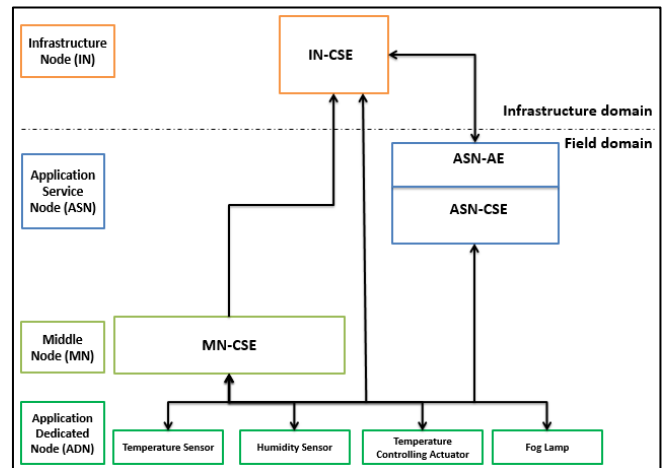 Infrastructure
Node (IN)
IN-CSE
Infrastructure domain
Field domain
Application
Service
Node (ASN)
ASN-AE
ASN-CSE
Middle
Node (MN)
MN-CSE
Application
Dedicated
Node (ADN)
Temperature Sensor
Humidity Sensor
Temperature
Controlling Actuator
Fog Lamp